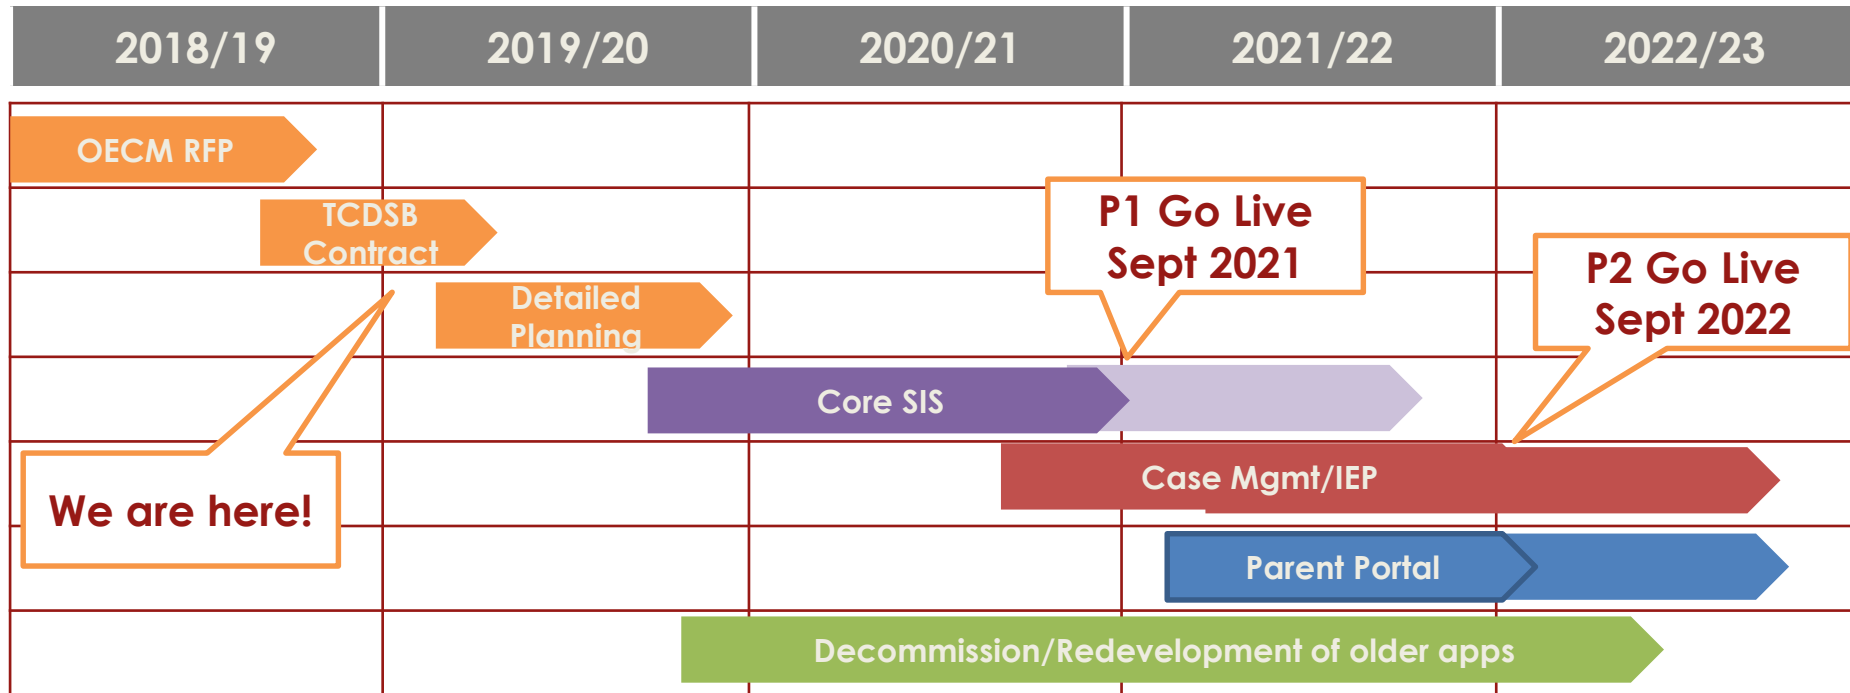 2018/19
2019/20
2020/21
2021/22
2022/23
OECM RFP
TCDSB
Contract
P1 Go Live
Sept 2021
Detailed
Planning
P2 Go Live
Sept 2022
Core SIS
We are here!
Case Mgmt/IEP
Parent Portal
Decommission/Redevelopment of older apps